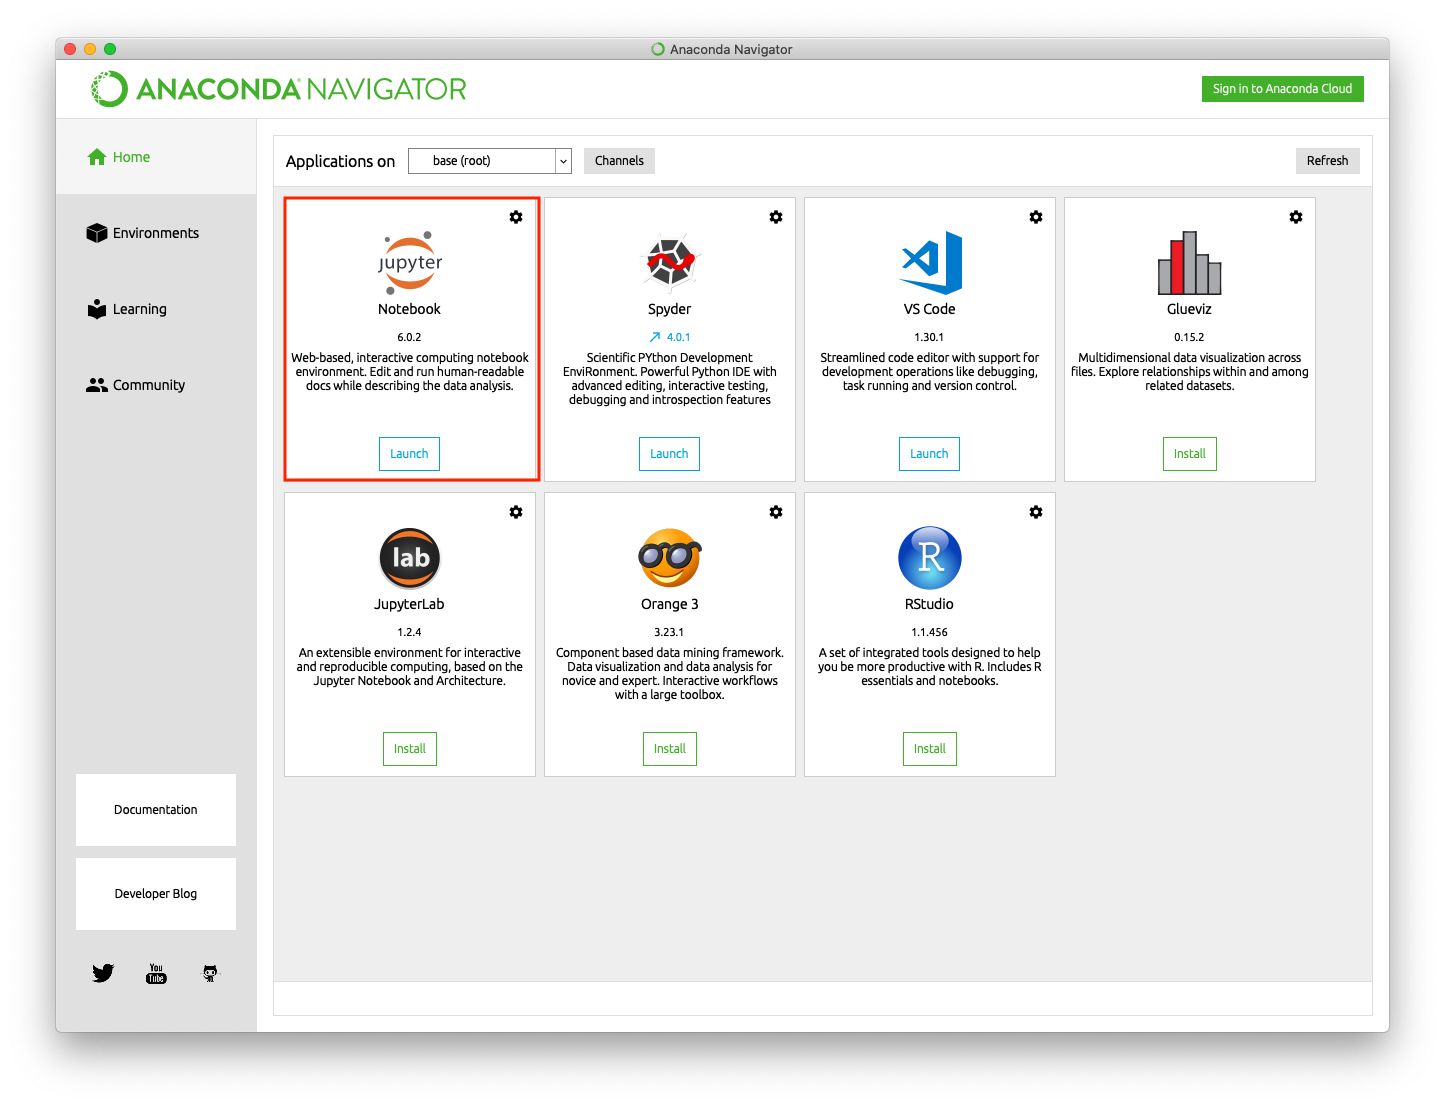 Anaconda Navigator
ANACONDA NAVIGATOR
Sign in to Anaconda Cloud
Home
Environments
Learning
Community
Documentation
Developer Blog
You
Tube
Applications on
base (root)
Channels
Refresh
jupyter
Notebook
6.0.2
Web-based, interactive computing notebook
environment. Edit and run human-readable
docs while describing the data analysis.
Launch
Spyder
4.0.1
Scientific PYthon Development
EnviRonment. Powerful Python IDE with
advanced editing, interactive testing,
debugging and introspection features
Launch
VS Code
1.30.1
Streamlined code editor with support for
development operations like debugging,
task running and version control.
Launch
Glueviz
0.15.2
Multidimensional data visualization across
files. Explore relationships within and among
related datasets.
Install
lab
JupyterLab
1.2.4
An extensible environment for interactive
and reproducible computing, based on the
Jupyter Notebook and Architecture.
Install
Orange 3
3.23.1
Component based data mining framework.
Data visualization and data analysis for
novice and expert. Interactive workflows
with a large toolbox.
Install
R
RStudio
1.1.456
A set of integrated tools designed to help
you be more productive with R. Includes R
essentials and notebooks.
Install